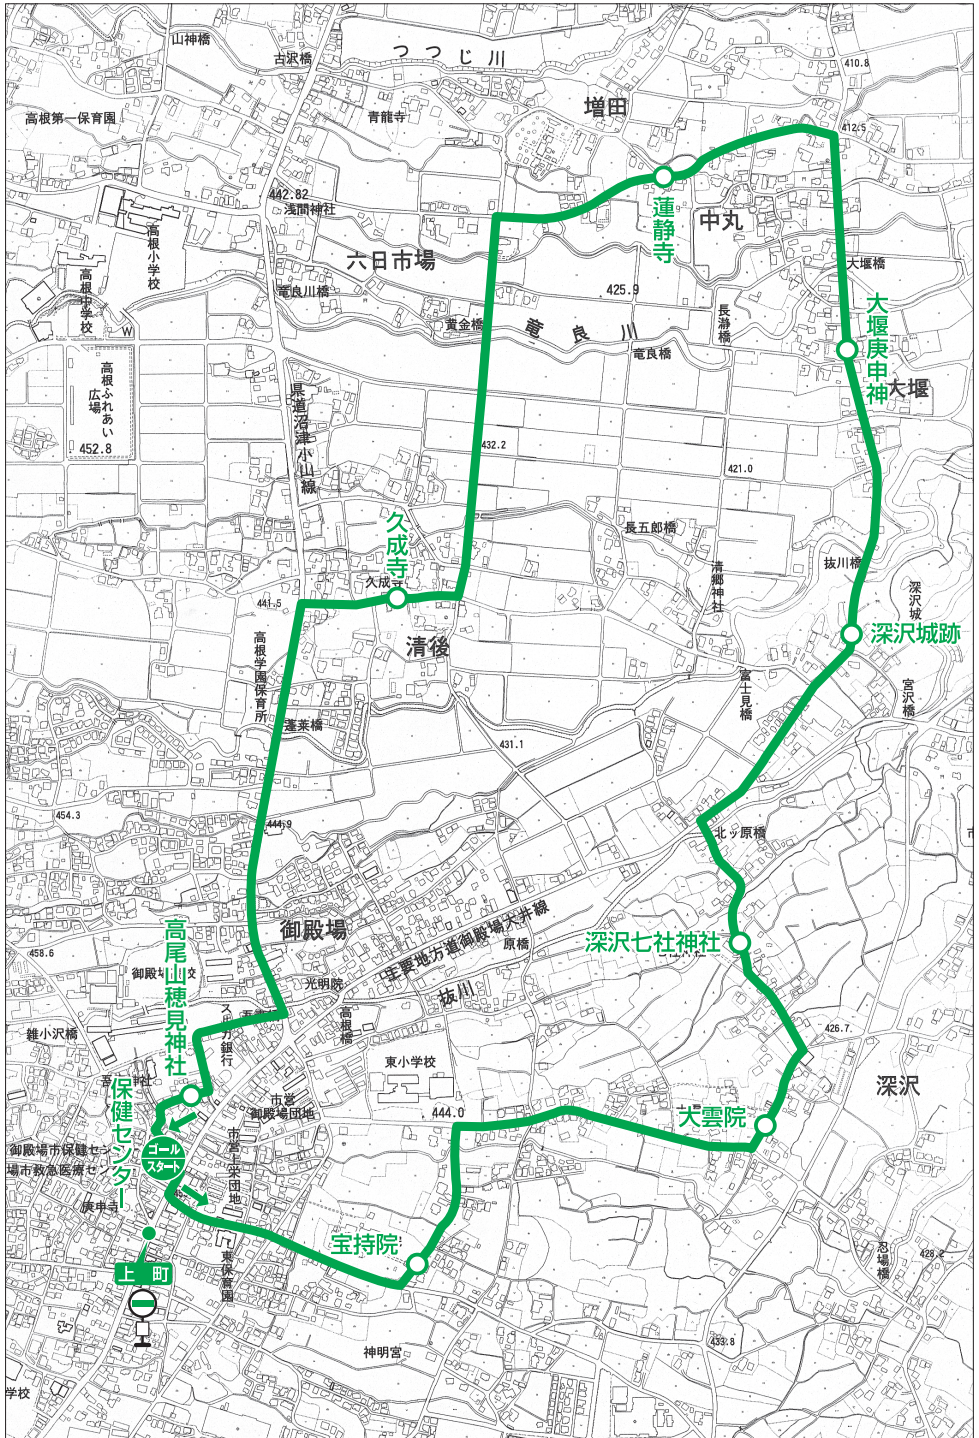 山神橋
古沢橋
つつじ川
410.8
高根第一保育園
青龍寺
増田
412.5
442.82
浅間神社
蓮静寺
中丸
高根小学校
六日市場
大堰橋
高根中学校
竜良川橋
425.9
長瀞橋
大堰庚申神
W
黄金橋
竜良川
竜良橋
大堰
高根ふれあい
広場
県道沼津小山線
452.8
432.2
421.0
久成寺
長五郎橋
抜川橋
清郷神社
深沢城
441.5
深沢城跡
高根学園保育所
清後
富士見橋
宮沢橋
蓬莱橋
431.1
454.3
444.9
北ッ原橋
高尾山穂見神社
御殿場
主要地方道御殿場大井線
原橋
深沢七社神社
458.6
光明院
抜川
高根橋
スルガ銀行
426.7
雑小沢橋
東小学校
深沢
保健センター
市営
御殿場団地
444.0
大雲院
御殿場市保健セン
ゴール
スタート
場市救急医療セン
市営上栄団地
庚申寺
宝持院
東保育園
忍場橋
428.2
上町
433.8
神明宮
学校